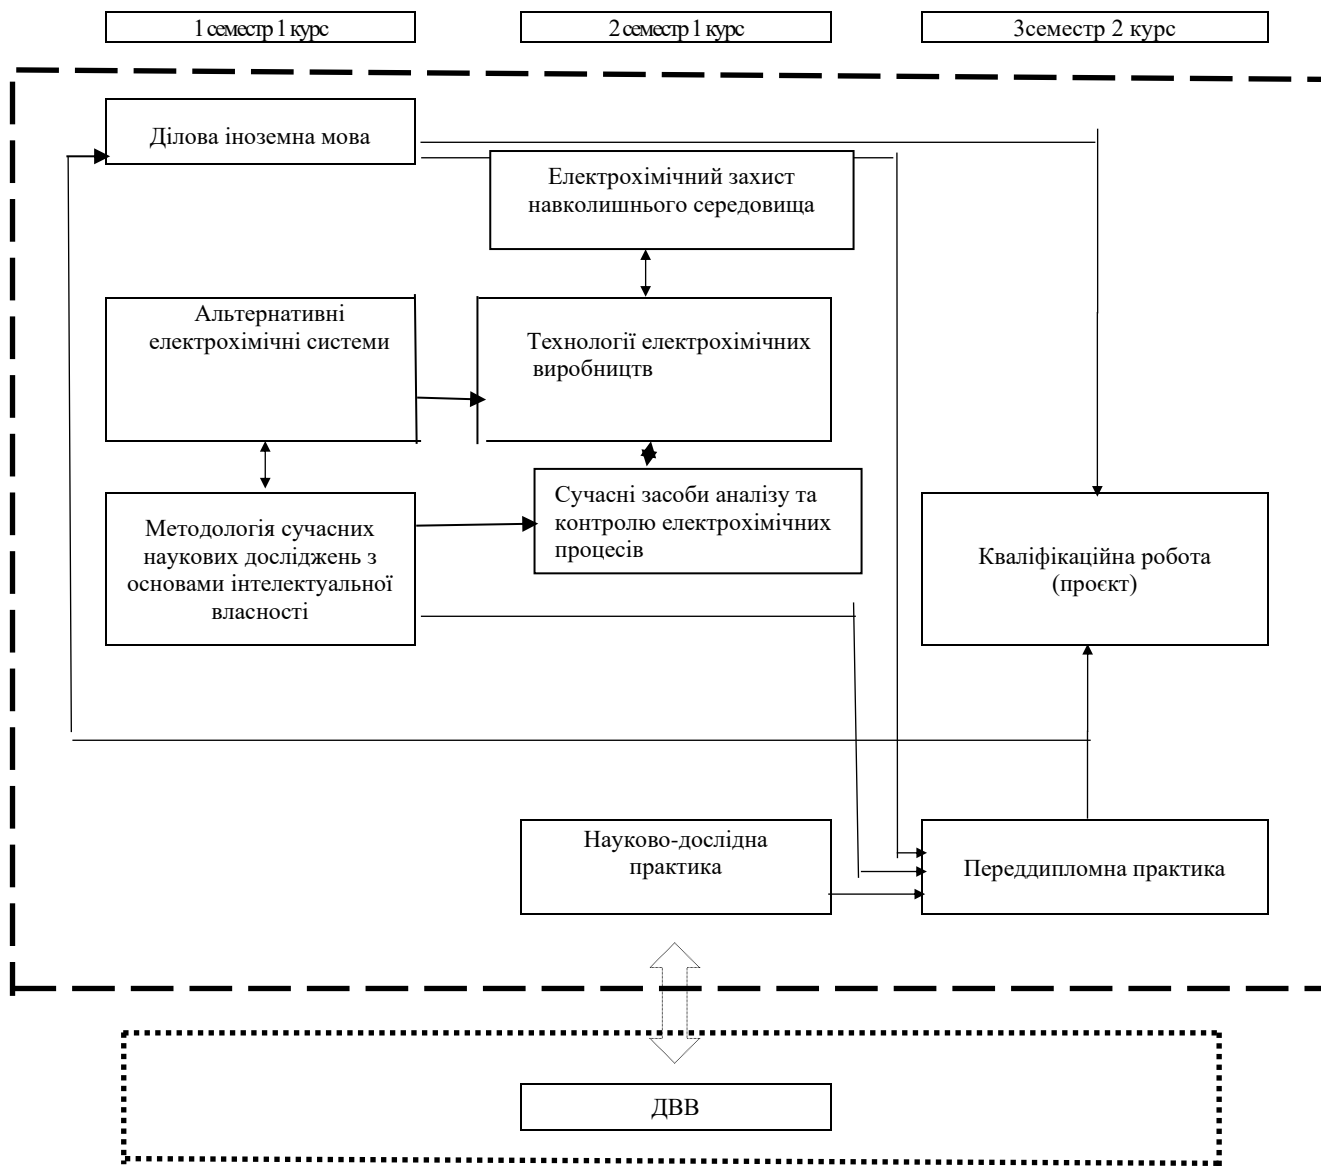 1 семестр 1 курс
2 семестр 1 курс
3семестр 2 курс
Ділова іноземна мова
Електрохімічний захист
навколишнього середовища
Альтернативні
електрохімічні системи
Технології електрохімічних
виробництв
Методологія сучасних
наукових досліджень з
основами інтелектуальної
власності
Сучасні засоби аналізу та
контролю електрохімічних
процесів
Кваліфікаційна робота
(проєкт)
Науково-дослідна
практика
Переддипломна практика
ДВВ